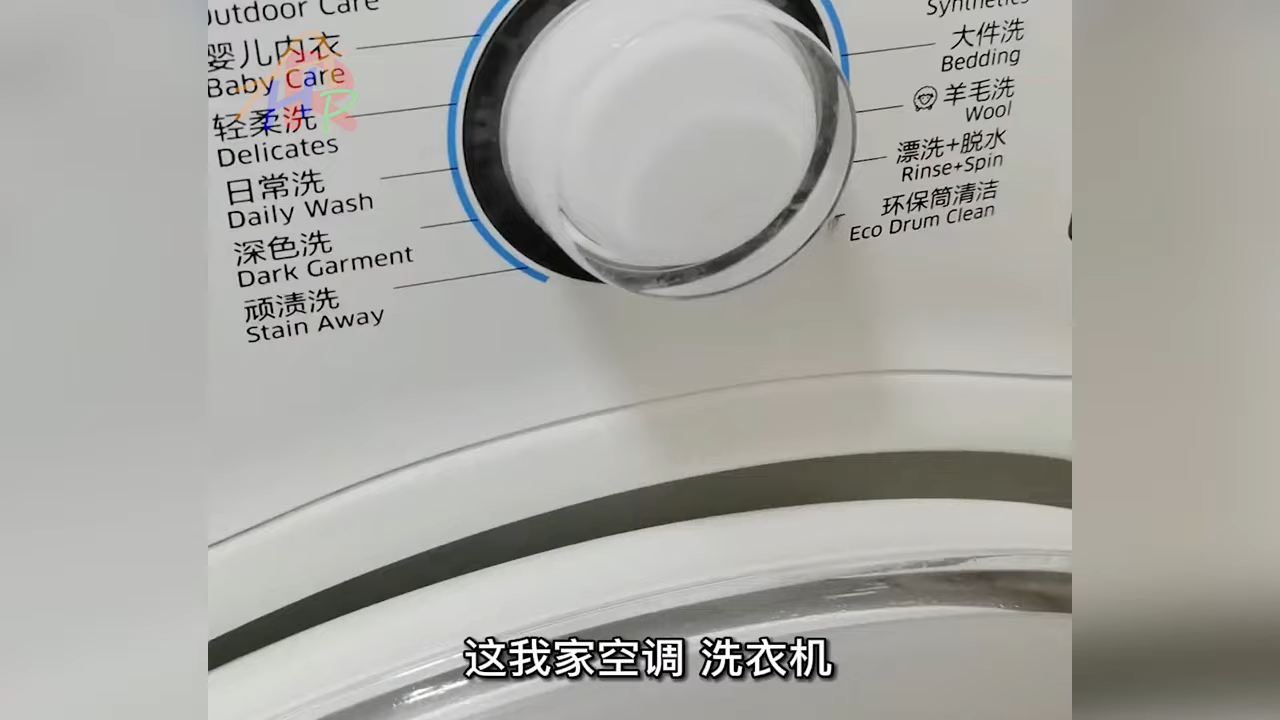 Outdoor Care
婴儿内衣
Baby Care
轻柔洗
Delicates
日常洗
Daily Wash
深色洗
Dark Garment
顽渍洗
Stain Away
Synthetics
大件洗
Bedding
羊毛洗
Wool
漂洗+脱水
Rinse+Spin
环保筒清洁
Eco Drum Clean
HR
这我家空调 洗衣机